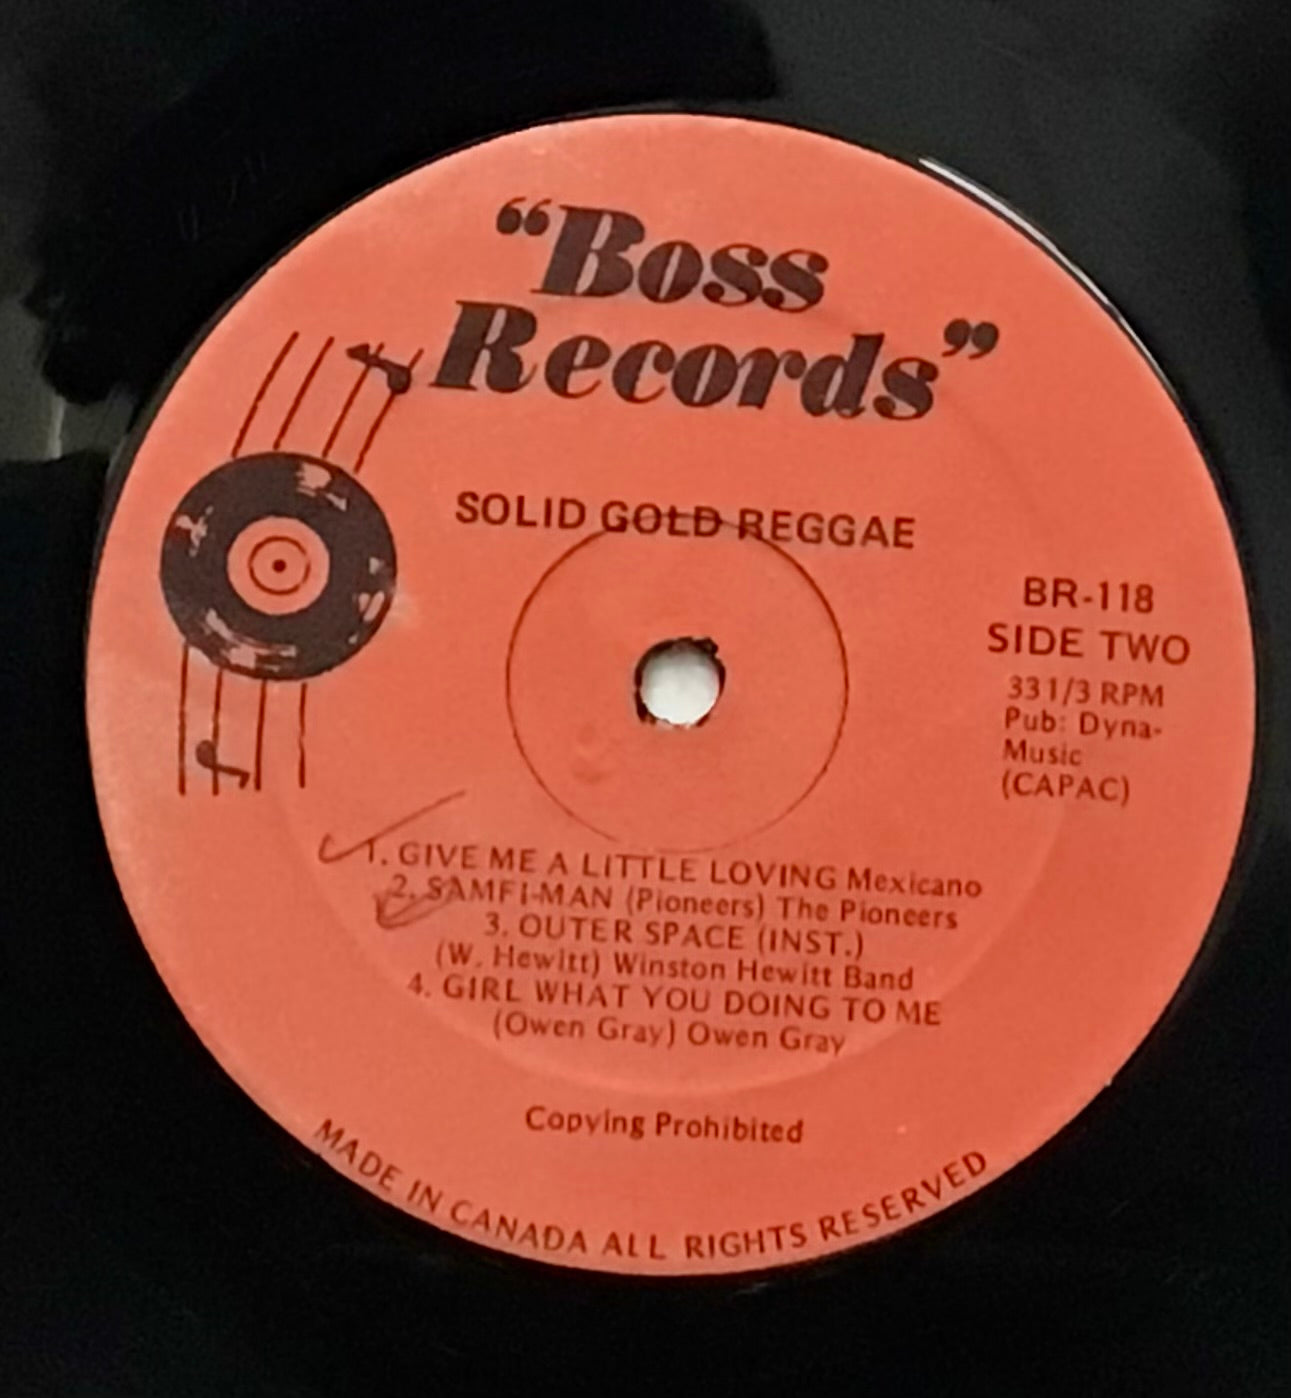 “Boss
Records”
SOLID GOLD REGGAE
BR-118
SIDE TWO
33 1/3 RPM
Pub: Dyna-
Music
(CAPAC)
1. GIVE ME A LITTLE LOVING Mexicano
2. SAMFI-MAN (Pioneers) The Pioneers
3. OUTER SPACE (INST.)
(W. Hewitt) Winston Hewitt Band
4. GIRL WHAT YOU DOING TO ME
(Owen Gray) Owen Gray
Copying Prohibited
MADE IN CANADA ALL RIGHTS RESERVED